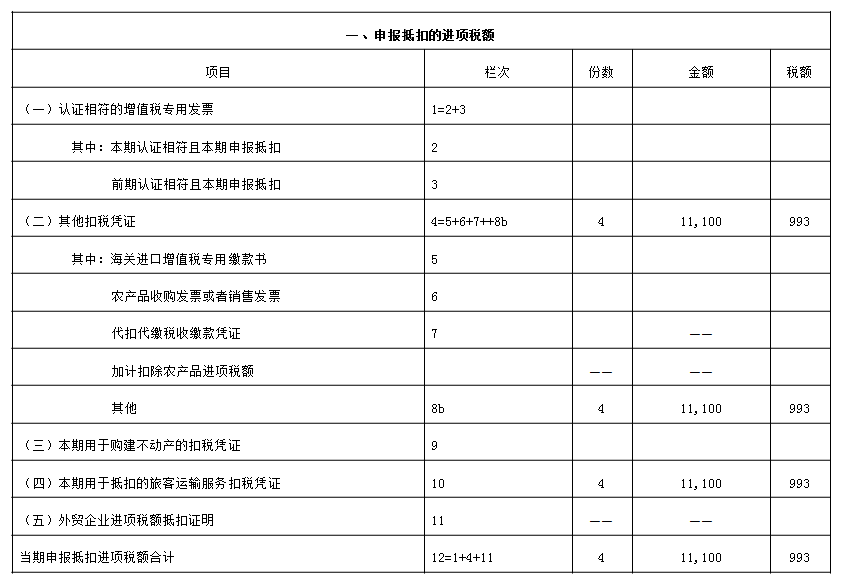 一、申报抵扣的进项税额
项目 栏次 份数 金额 税额
（一）认证相符的增值税专用发票 1=2+3
其中：本期认证相符且本期申报抵扣 2
前期认证相符且本期申报抵扣 3
（二）其他扣税凭证 4=5+6+7++8b 4 11,100 993
其中：海关进口增值税专用缴款书 5
农产品收购发票或者销售发票 6
代扣代缴税收缴款凭证 7 ——
加计扣除农产品进项税额 —— ——
其他 8b 4 11,100 993
（三）本期用于购建不动产的扣税凭证 9
（四）本期用于抵扣的旅客运输服务扣税凭证 10 4 11,100 993
（五）外贸企业进项税额抵扣证明 11 —— ——
当期申报抵扣进项税额合计 12=1+4+11 4 11,100 993